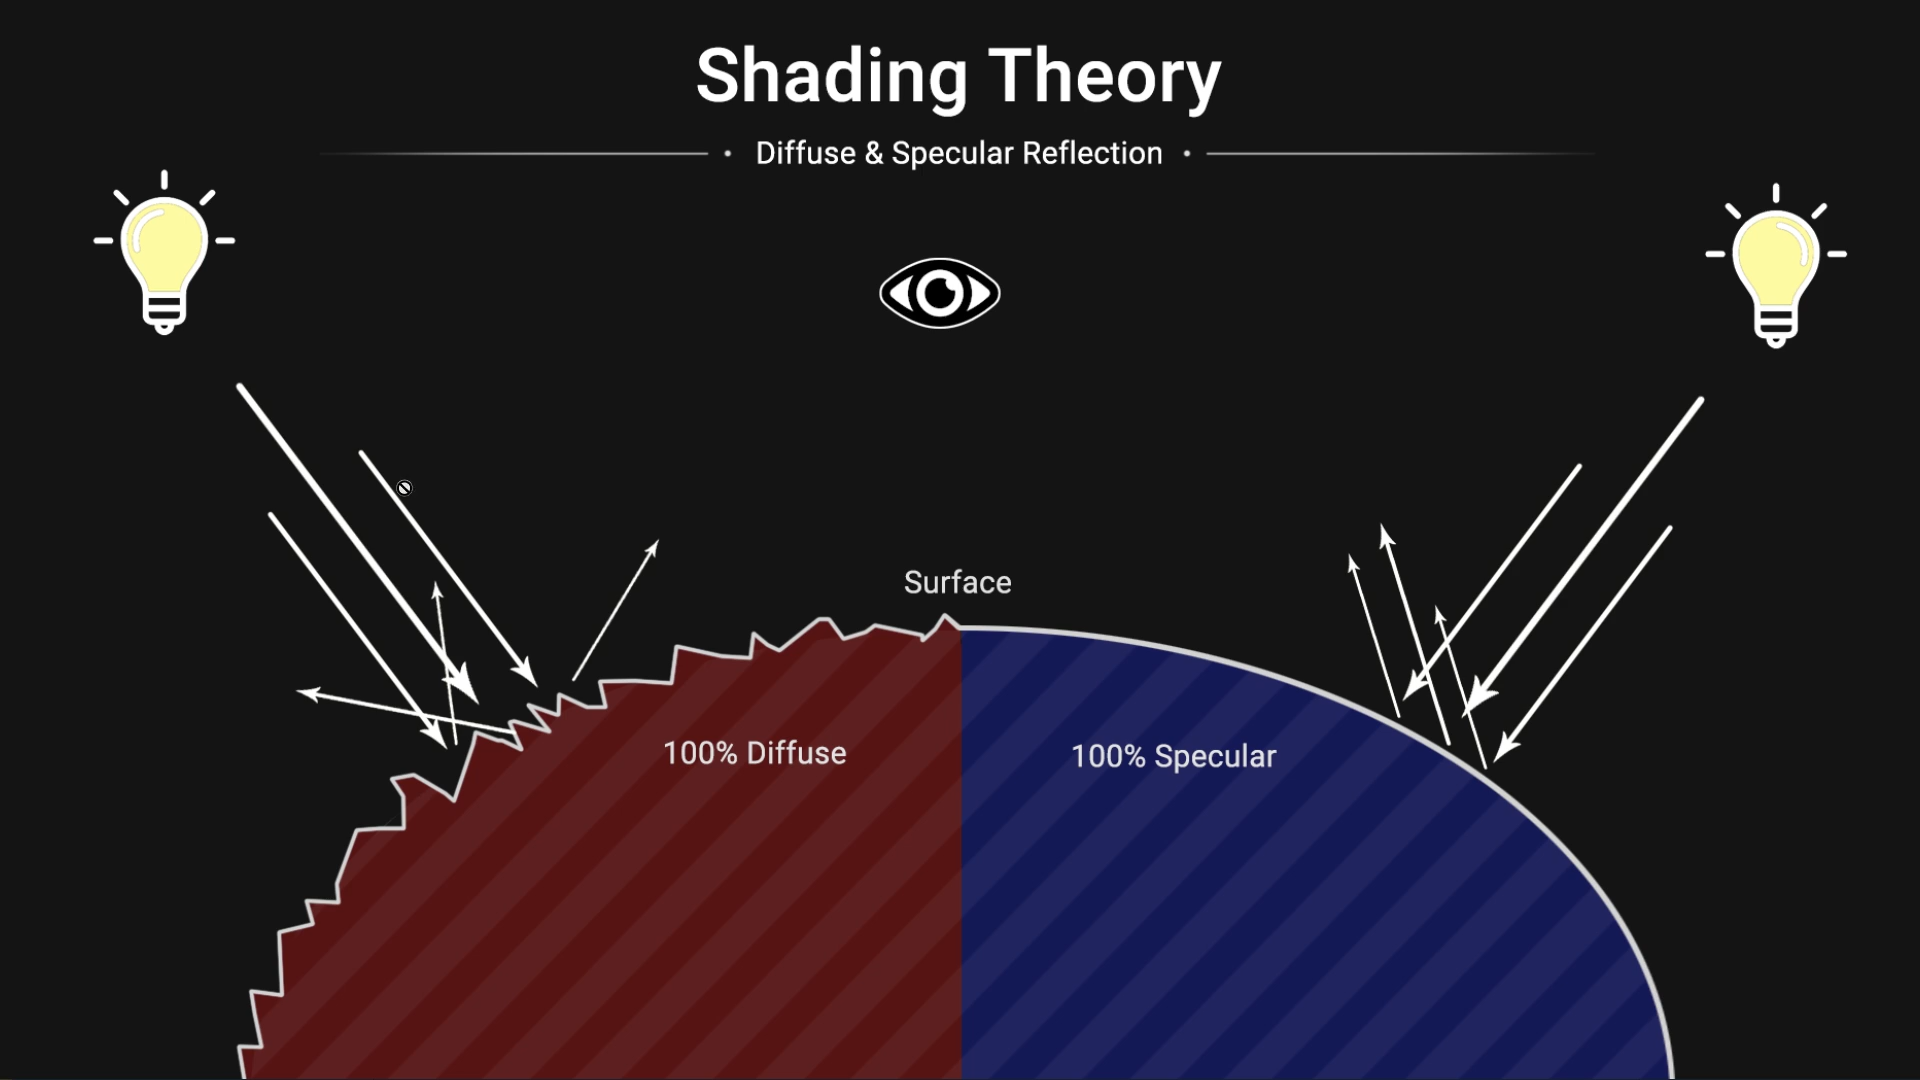 Shading Theory
Diffuse & Specular Reflection
Surface
100% Diffuse
100% Specular